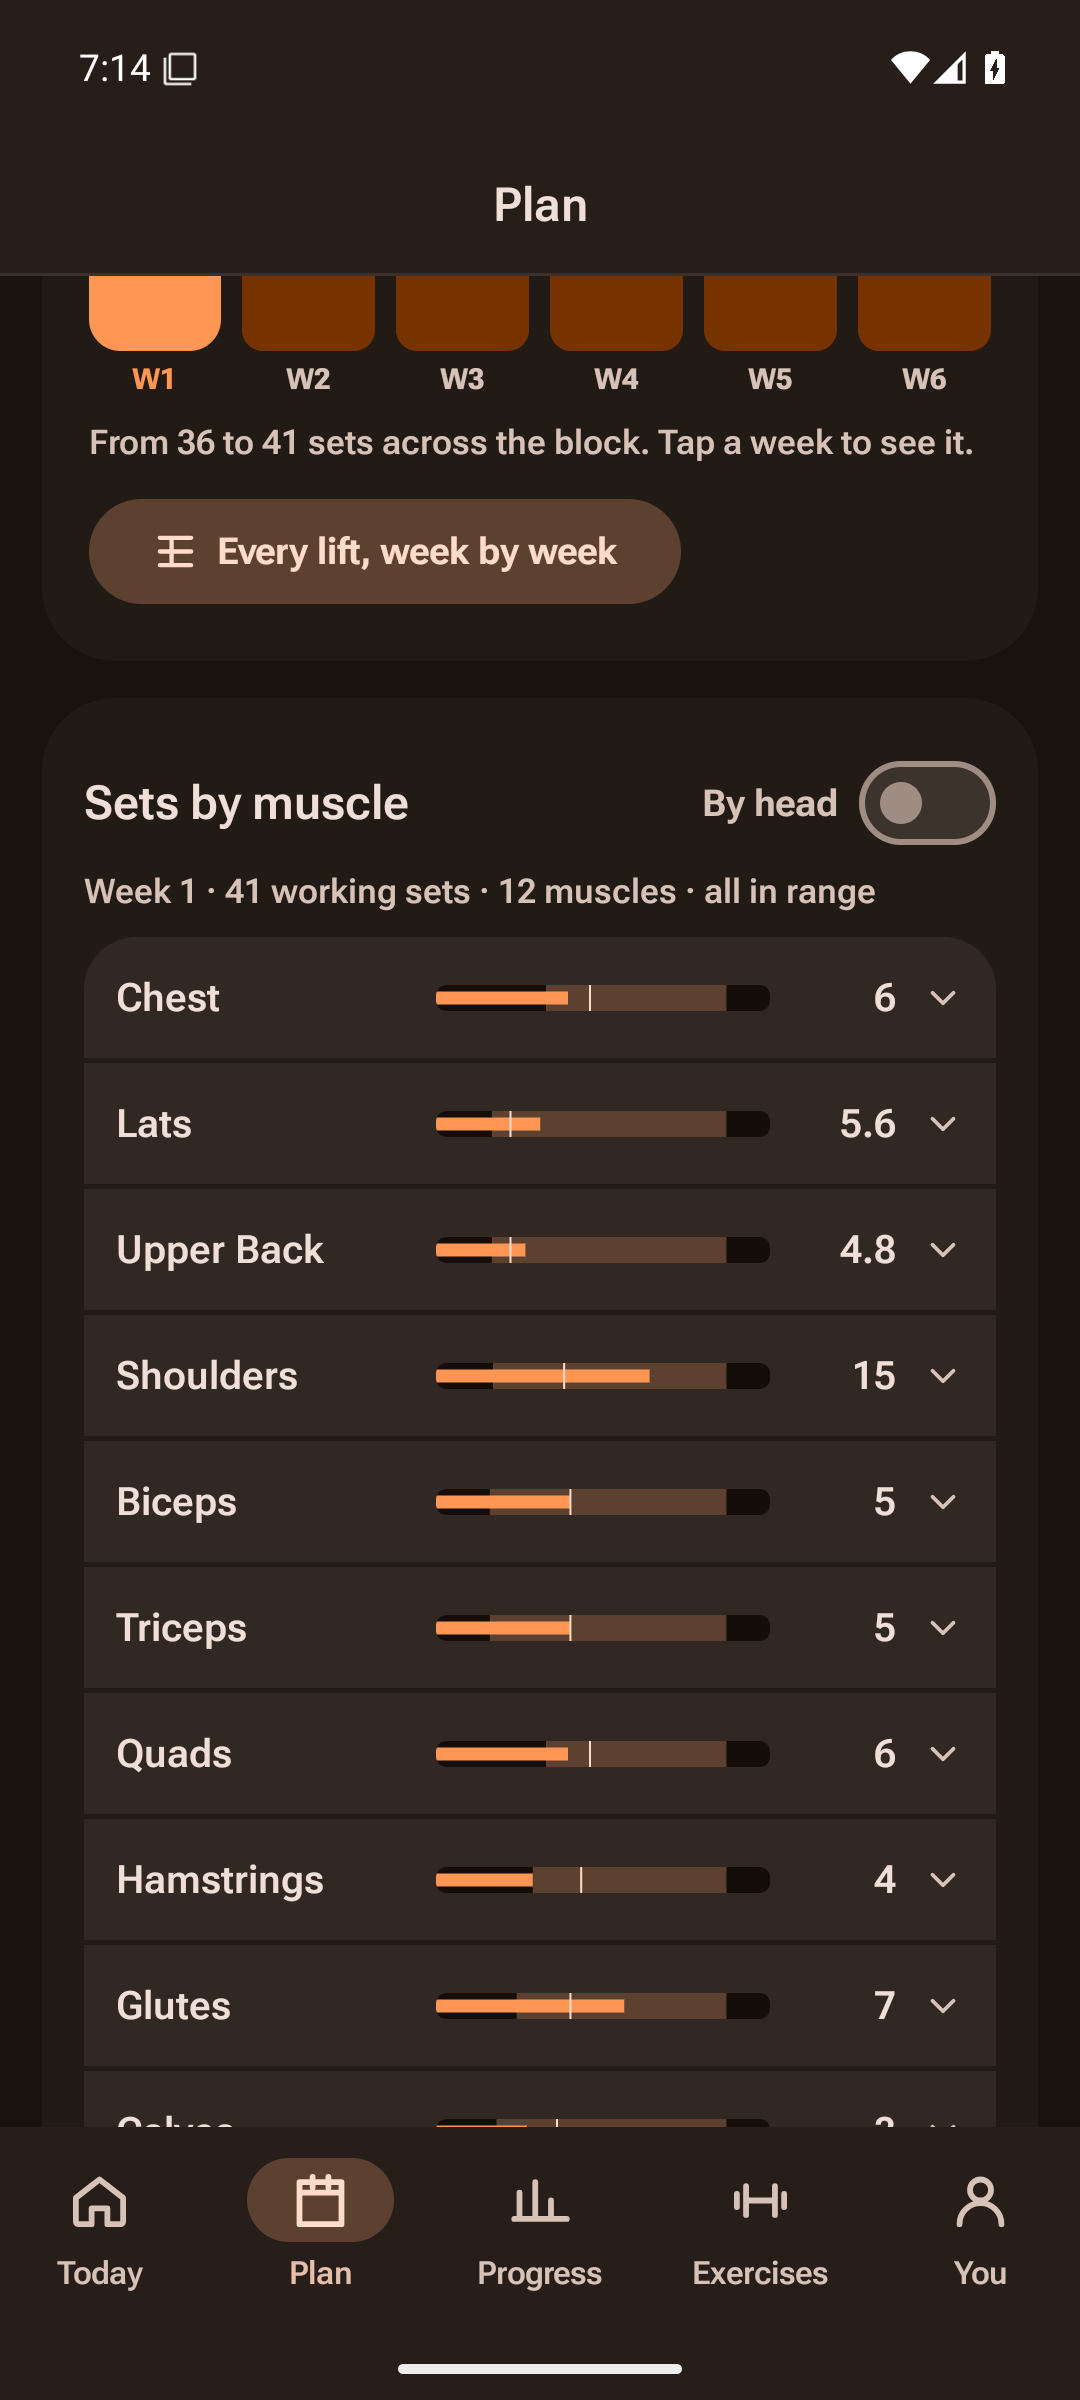 7:14
Plan
W1 W2 W3 W4 W5 W6
From 36 to 41 sets across the block. Tap a week to see it.
Every lift, week by week
Sets by muscle By head
Week 1 · 41 working sets · 12 muscles · all in range
Chest 6
Lats 5.6
Upper Back 4.8
Shoulders 15
Biceps 5
Triceps 5
Quads 6
Hamstrings 4
Glutes 7
Today Plan Progress Exercises You